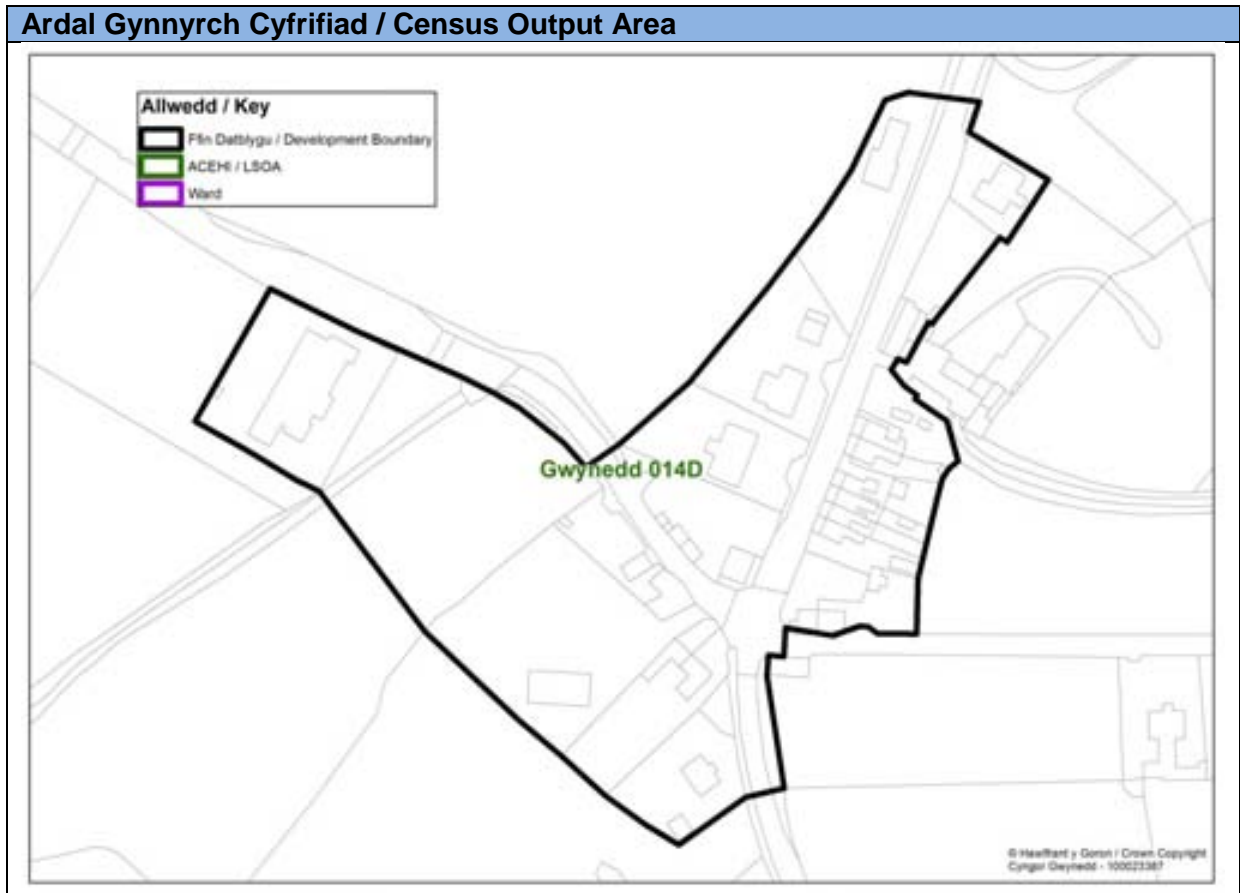 Ardal Gynnyrch Cyfrifiad / Census Output Area
Allwedd / Key
Ffin Datblygu / Development Boundary
ACEHI / LSOA
Ward
Gwynedd 014D
© Hawlfraint y Goron / Crown Copyright
Cyngor Gwynedd - 100023387